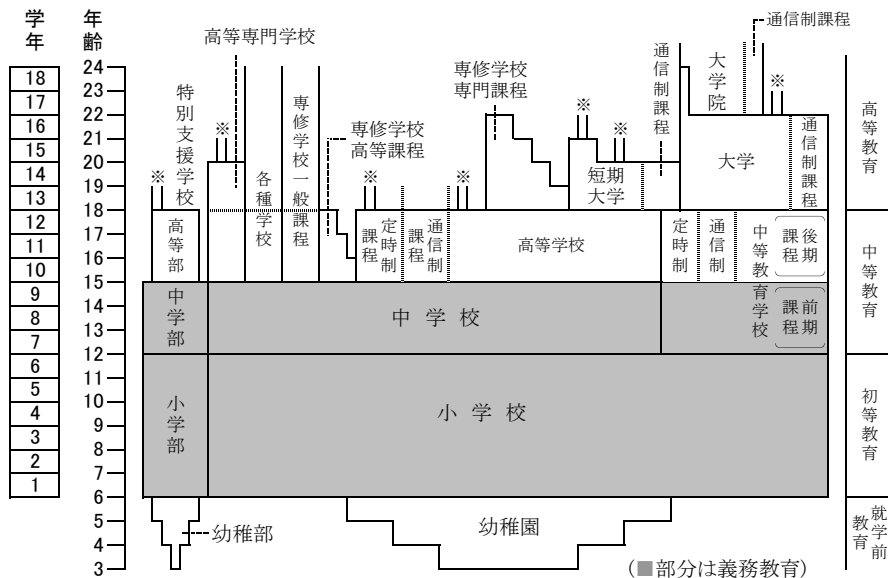 学年
年齢
18
17
16
15
14
13
12
11
10
9
8
7
6
5
4
3
2
1
24
23
22
21
20
19
18
17
16
15
14
13
12
11
10
9
8
7
6
5
4
3
特別支援学校
※
高等部
中学部
小学部
幼稚部
高等専門学校
※
各種学校
専修学校一般課程
専修学校
高等課程
※
定時制
課程
通信制
課程
※
高等学校
専修学校
専門課程
※
※
短期
大学
通信制課程
大学院
通信制課程
※
大学
通信制課程
定時制
通信制
中等教育学校
後期
課程
前期
課程
中学校
小学校
幼稚園
高等教育
中等教育
初等教育
就学前
教育
(■部分は義務教育)